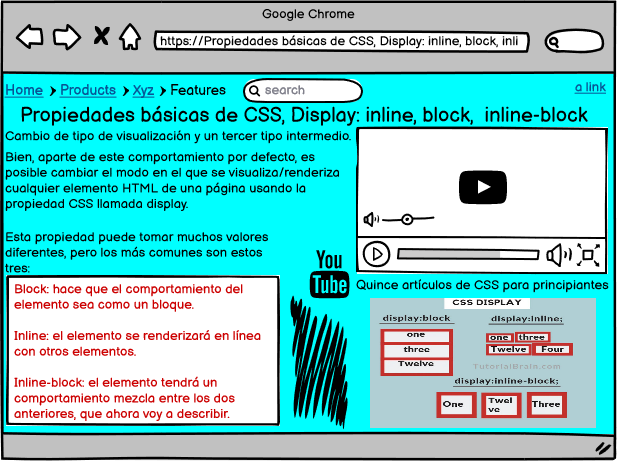 Google Chrome
https://Propiedades básicas de CSS, Display: inline, block, inli
Home > Products > Xyz > Features
search
a link
Propiedades básicas de CSS, Display: inline, block, inline-block
Cambio de tipo de visualización y un tercer tipo intermedio.
Bien, aparte de este comportamiento por defecto, es
posible cambiar el modo en el que se visualiza/renderiza
cualquier elemento HTML de una página usando la
propiedad CSS llamada display.
Esta propiedad puede tomar muchos valores
diferentes, pero los más comunes son estos
tres:
Block: hace que el comportamiento del
elemento sea como un bloque.
Inline: el elemento se renderizará en línea
con otros elementos.
Inline-block: el elemento tendrá un
comportamiento mezcla entre los dos
anteriores, que ahora voy a describir.
You
Tube
Quince artículos de CSS para principiantes
CSS DISPLAY
display:block
one
three
Twelve
display:inline;
one three
Twelve Four
TutorialBrain.com
display:inline-block;
One
Twel
ve
Three